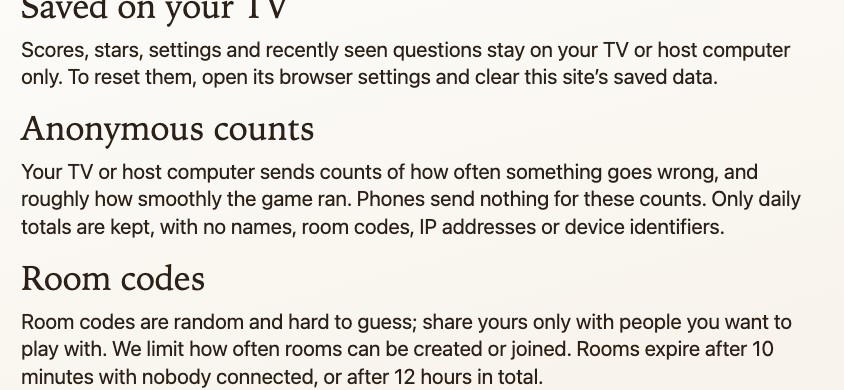 Saved on your TV
Scores, stars, settings and recently seen questions stay on your TV or host computer
only. To reset them, open its browser settings and clear this site’s saved data.
Anonymous counts
Your TV or host computer sends counts of how often something goes wrong, and
roughly how smoothly the game ran. Phones send nothing for these counts. Only daily
totals are kept, with no names, room codes, IP addresses or device identifiers.
Room codes
Room codes are random and hard to guess; share yours only with people you want to
play with. We limit how often rooms can be created or joined. Rooms expire after 10
minutes with nobody connected, or after 12 hours in total.